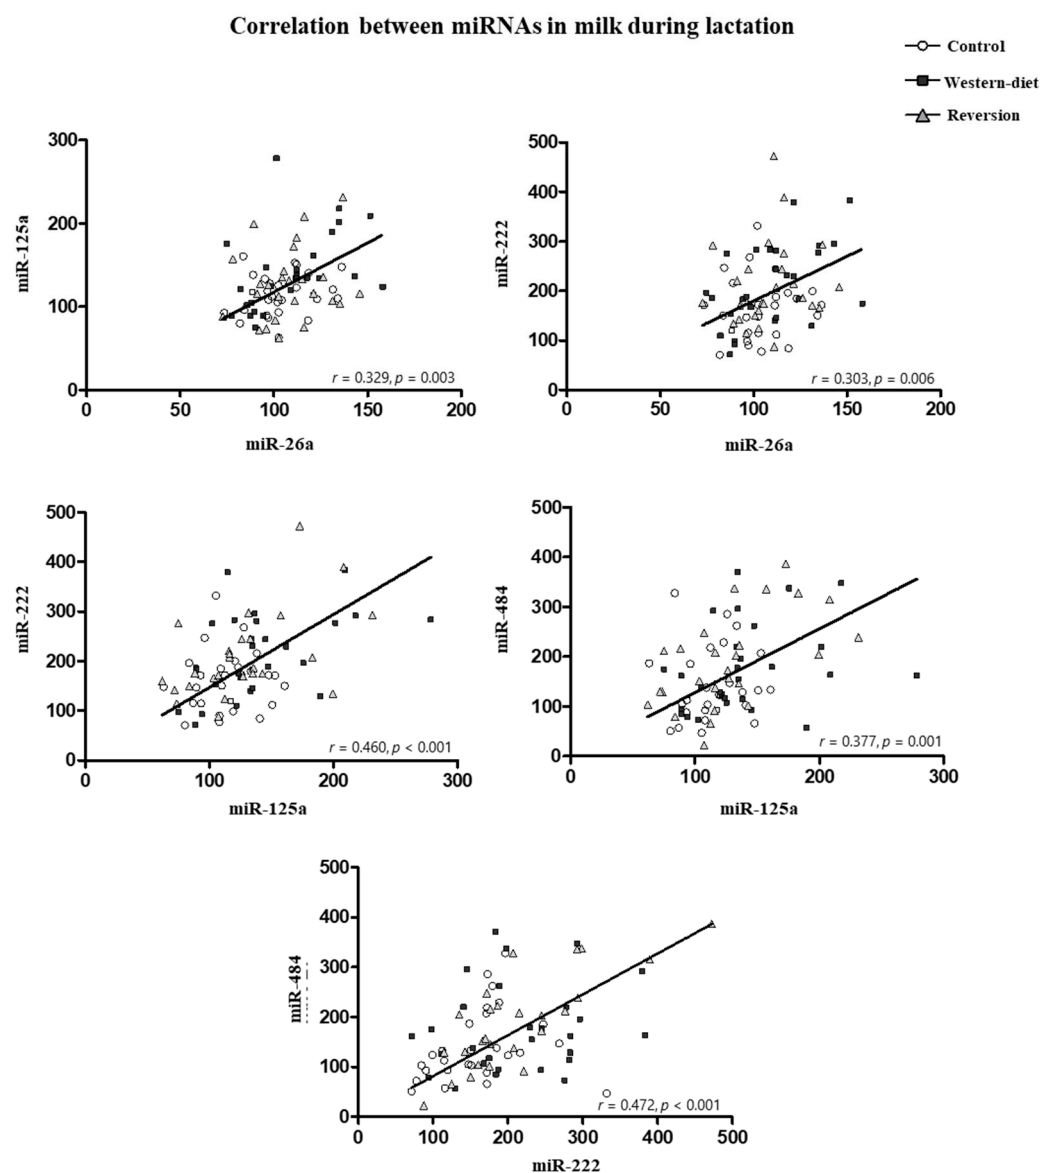 Correlation between miRNAs in milk during lactation
Control
Western-diet
Reversion
300
200
100
0
miR-125a
r = 0.329, p = 0.003
0 50 100 150 200
miR-26a
500
400
300
200
100
0
miR-222
r = 0.303, p = 0.006
0 50 100 150 200
miR-26a
500
400
300
200
100
0
miR-222
r = 0.460, p < 0.001
0 100 200 300
miR-125a
500
400
300
200
100
0
miR-484
r = 0.377, p = 0.001
0 100 200 300
miR-125a
500
400
300
200
100
0
miR-484
r = 0.472, p < 0.001
0 100 200 300 400 500
miR-222